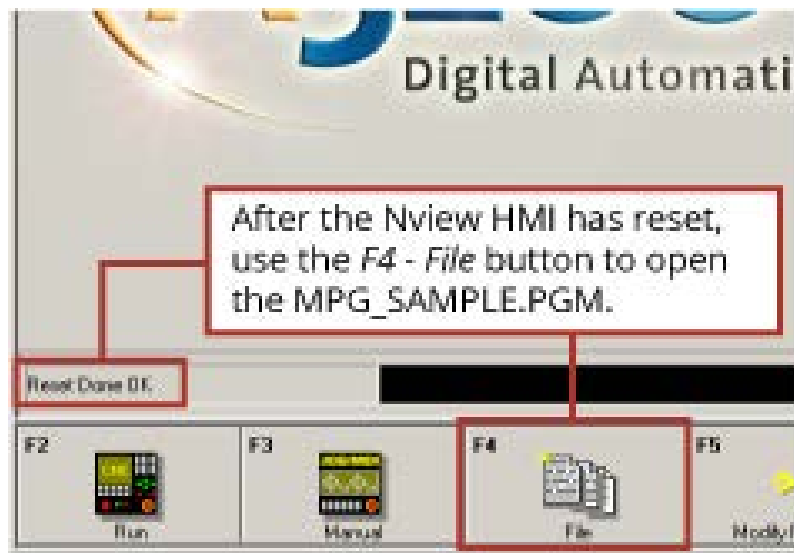 Digital Automati
After the Nview HMI has reset,
use the F4 - File button to open
the MPG_SAMPLE.PGM.
Reset Done OK
F2
F3
F4
F5
Run
Manual
File
Modify